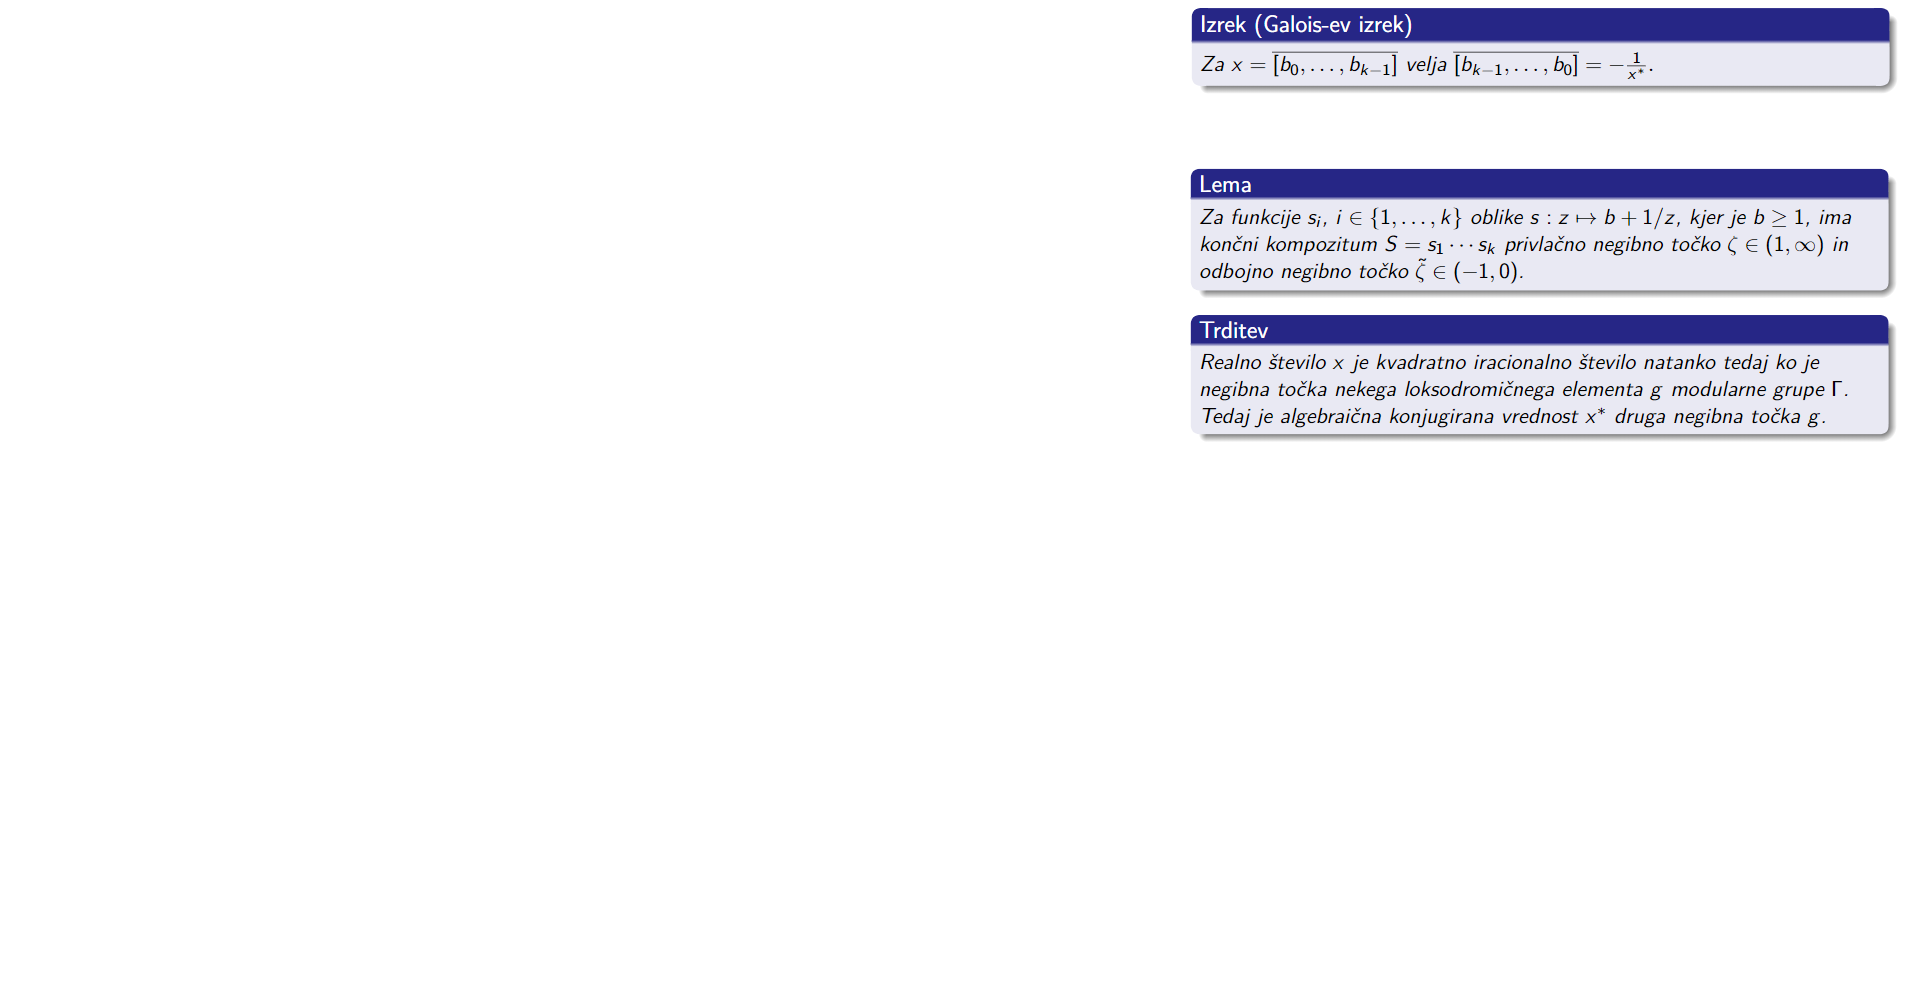 Izrek (Galois-ev izrek)
Za $x = \overline{[b_0, \ldots, b_{k-1}]}$ velja $\overline{[b_{k-1}, \ldots, b_0]} = -\frac{1}{x^*}$.
Lema
Za funkcije $s_i$, $i \in \{1, \ldots, k\}$ oblike $s : z \mapsto b + 1/z$, kjer je $b \geq 1$, ima
končni kompozitum $S = s_1 \cdots s_k$ privlačno negibno točko $\zeta \in (1, \infty)$ in
odbojno negibno točko $\tilde{\zeta} \in (-1, 0)$.
Trditev
Realno število $x$ je kvadratno iracionalno število natanko tedaj ko je
negibna točka nekega loksodromičnega elementa $g$ modularne grupe $\Gamma$.
Tedaj je algebraična konjugirana vrednost $x^*$ druga negibna točka $g$.